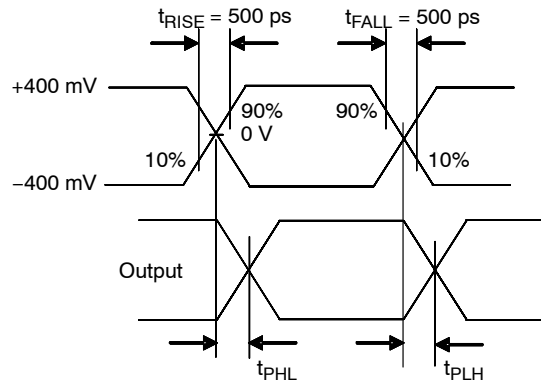 tRISE = 500 ps
tFALL = 500 ps
+400 mV
90%
0 V
90%
10%
10%
−400 mV
Output
tPHL
tPLH